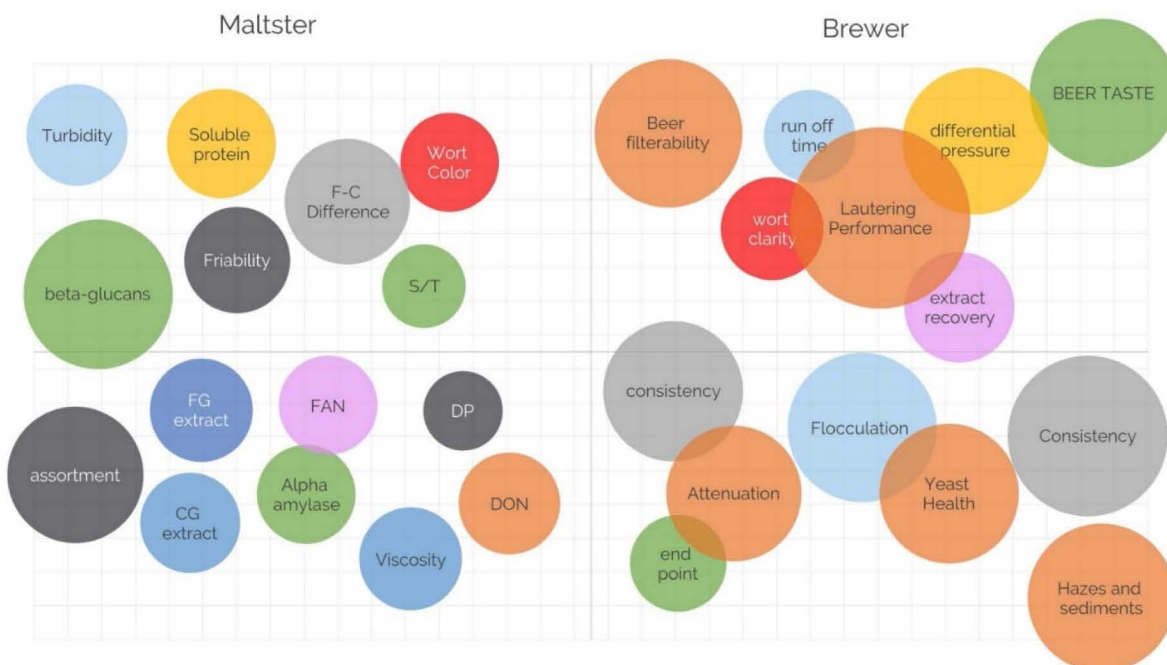 Maltster
Turbidity
Soluble
protein
Wort
Color
F-C
Difference
Friability
beta-glucans
S/T
FG
extract
FAN
DP
assortment
CG
extract
Alpha
amylase
DON
Viscosity
Brewer
Beer
filterability
run off
time
differential
pressure
BEER TASTE
wort
clarity
Lautering
Performance
extract
recovery
consistency
Flocculation
Consistency
Attenuation
Yeast
Health
end
point
Hazes and
sediments